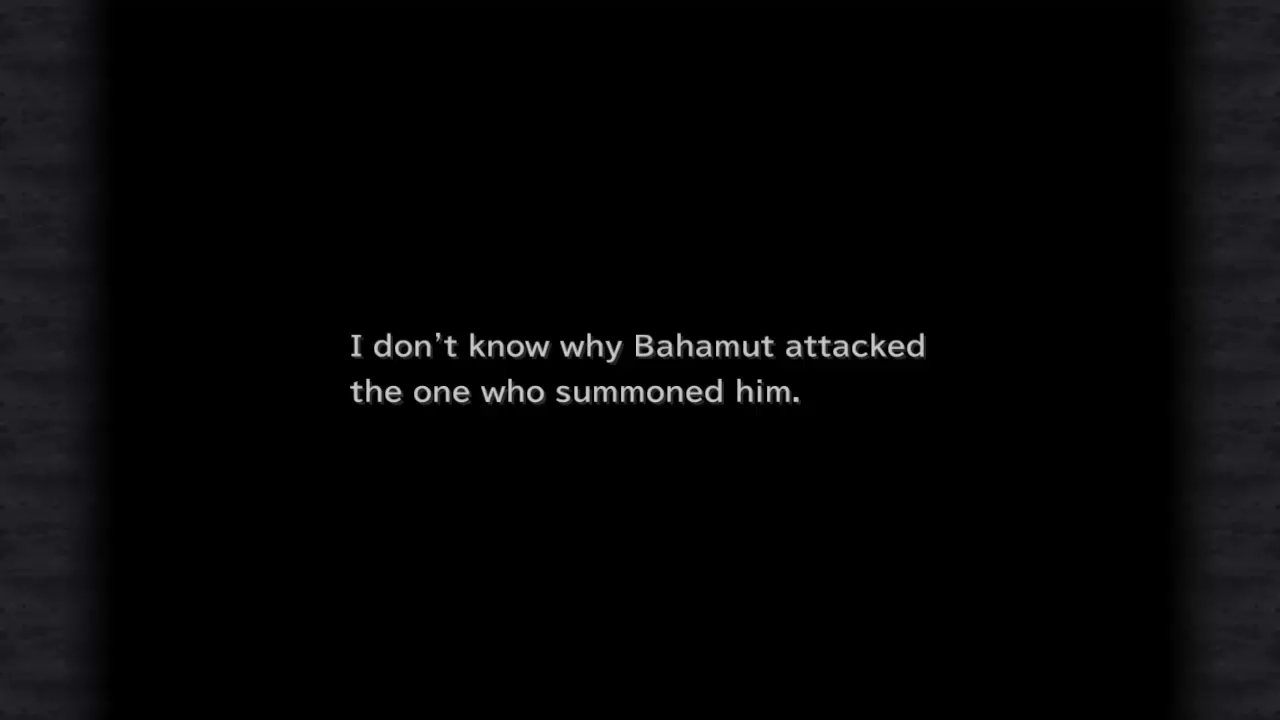 I don’t know why Bahamut attacked
the one who summoned him.